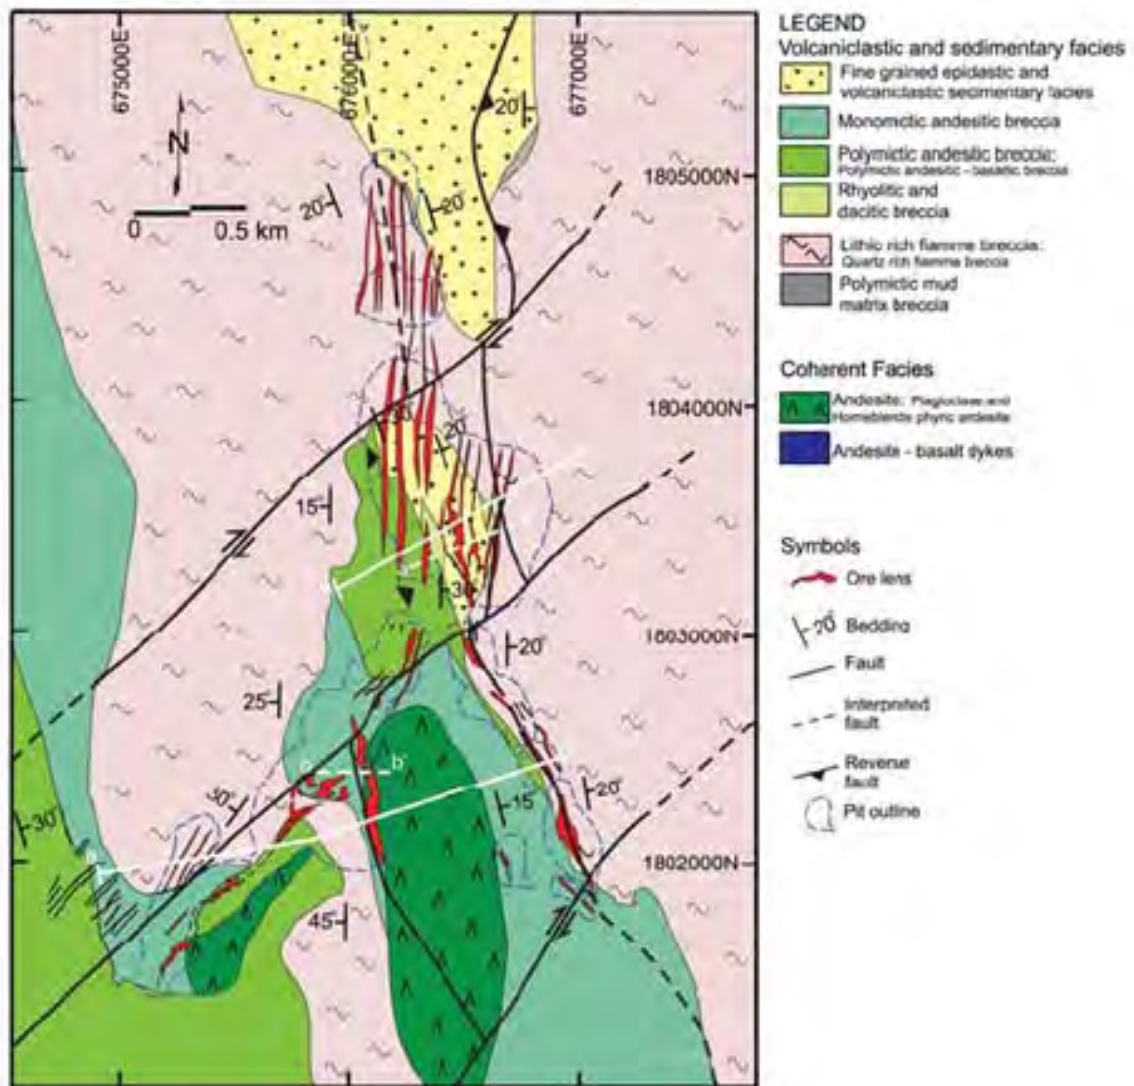 675000E
676000E
677000E
N
0 0.5 km
20
20°
20°
1805000N
1804000N
30
20
15
30
1803000N
20°
25
b'
50°
15
20°
30°
1802000N
45
LEGEND
Volcaniclastic and sedimentary facies
Fine grained epiclastic and
volcaniclastic sedimentary facies
Monomictic andesitic breccia
Polymictic andesitic breccia;
Polymictic andesitic - basaltic breccia
Rhyolitic and
dacitic breccia
Lithic rich fiamme breccia;
Quartz rich fiamme breccia
Polymictic mud
matrix breccia
Coherent Facies
Andesite: Plagioclase and
Hornblende phyric andesite
Andesite - basalt dykes
Symbols
Ore lens
20° Bedding
Fault
Interpreted
fault
Reverse
fault
Pit outline